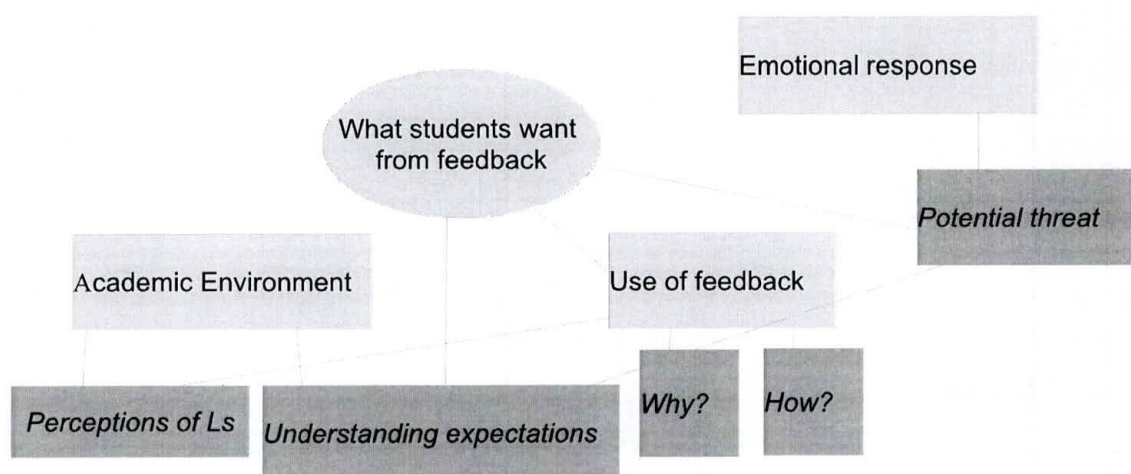 Emotional response
What students want
from feedback
Potential threat
Academic Environment
Use of feedback
Perceptions of Ls
Understanding expectations
Why?
How?